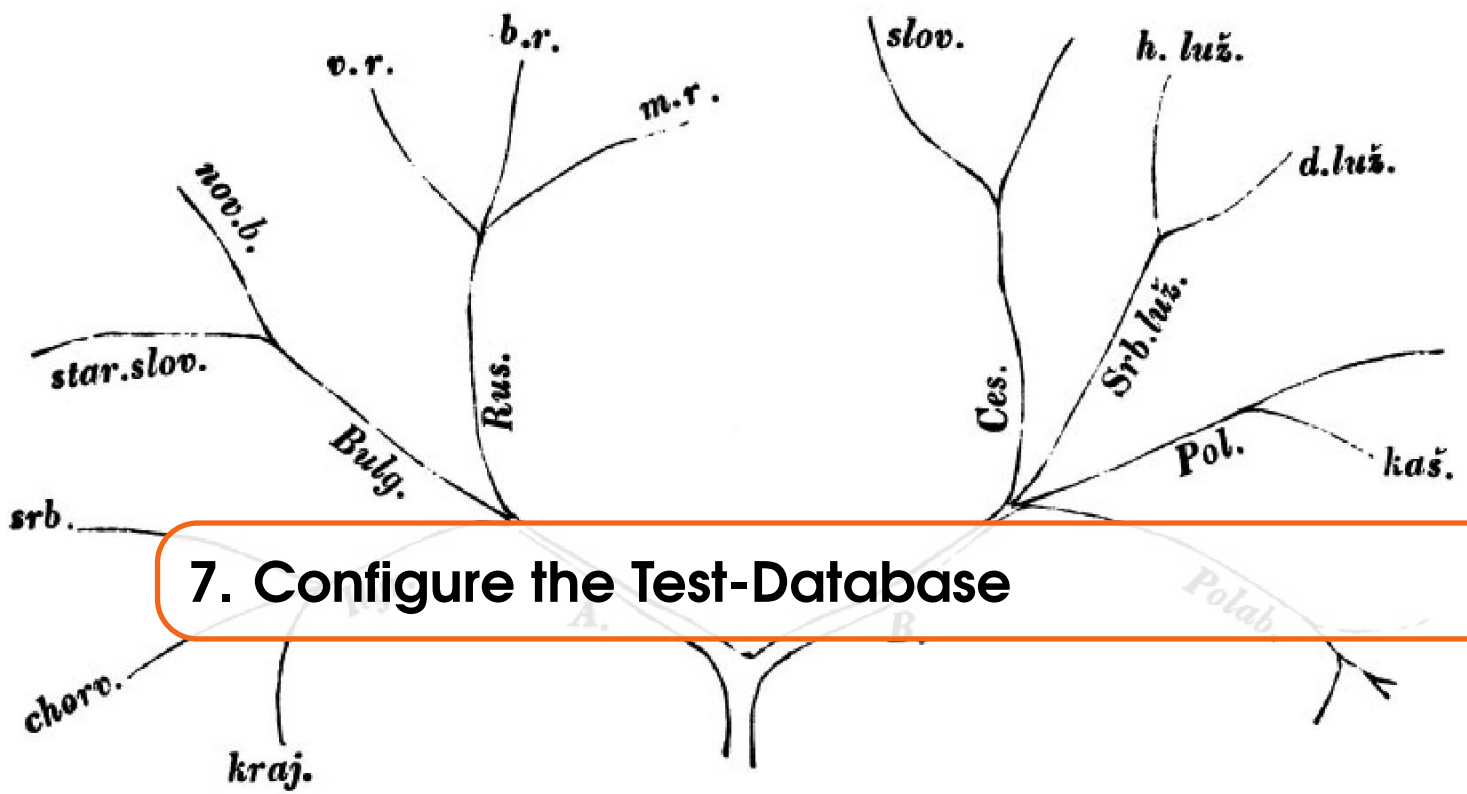 b.r.
slov.
h. luž.
v.r.
m.r.
d.luž.
nov.b.
star.slov.
Rus.
Ces.
Srb.luž.
Bulg.
Pol.
kaš.
srb.
7. Configure the Test-Database
A.
B.
Polab.
chorv.
kraj.